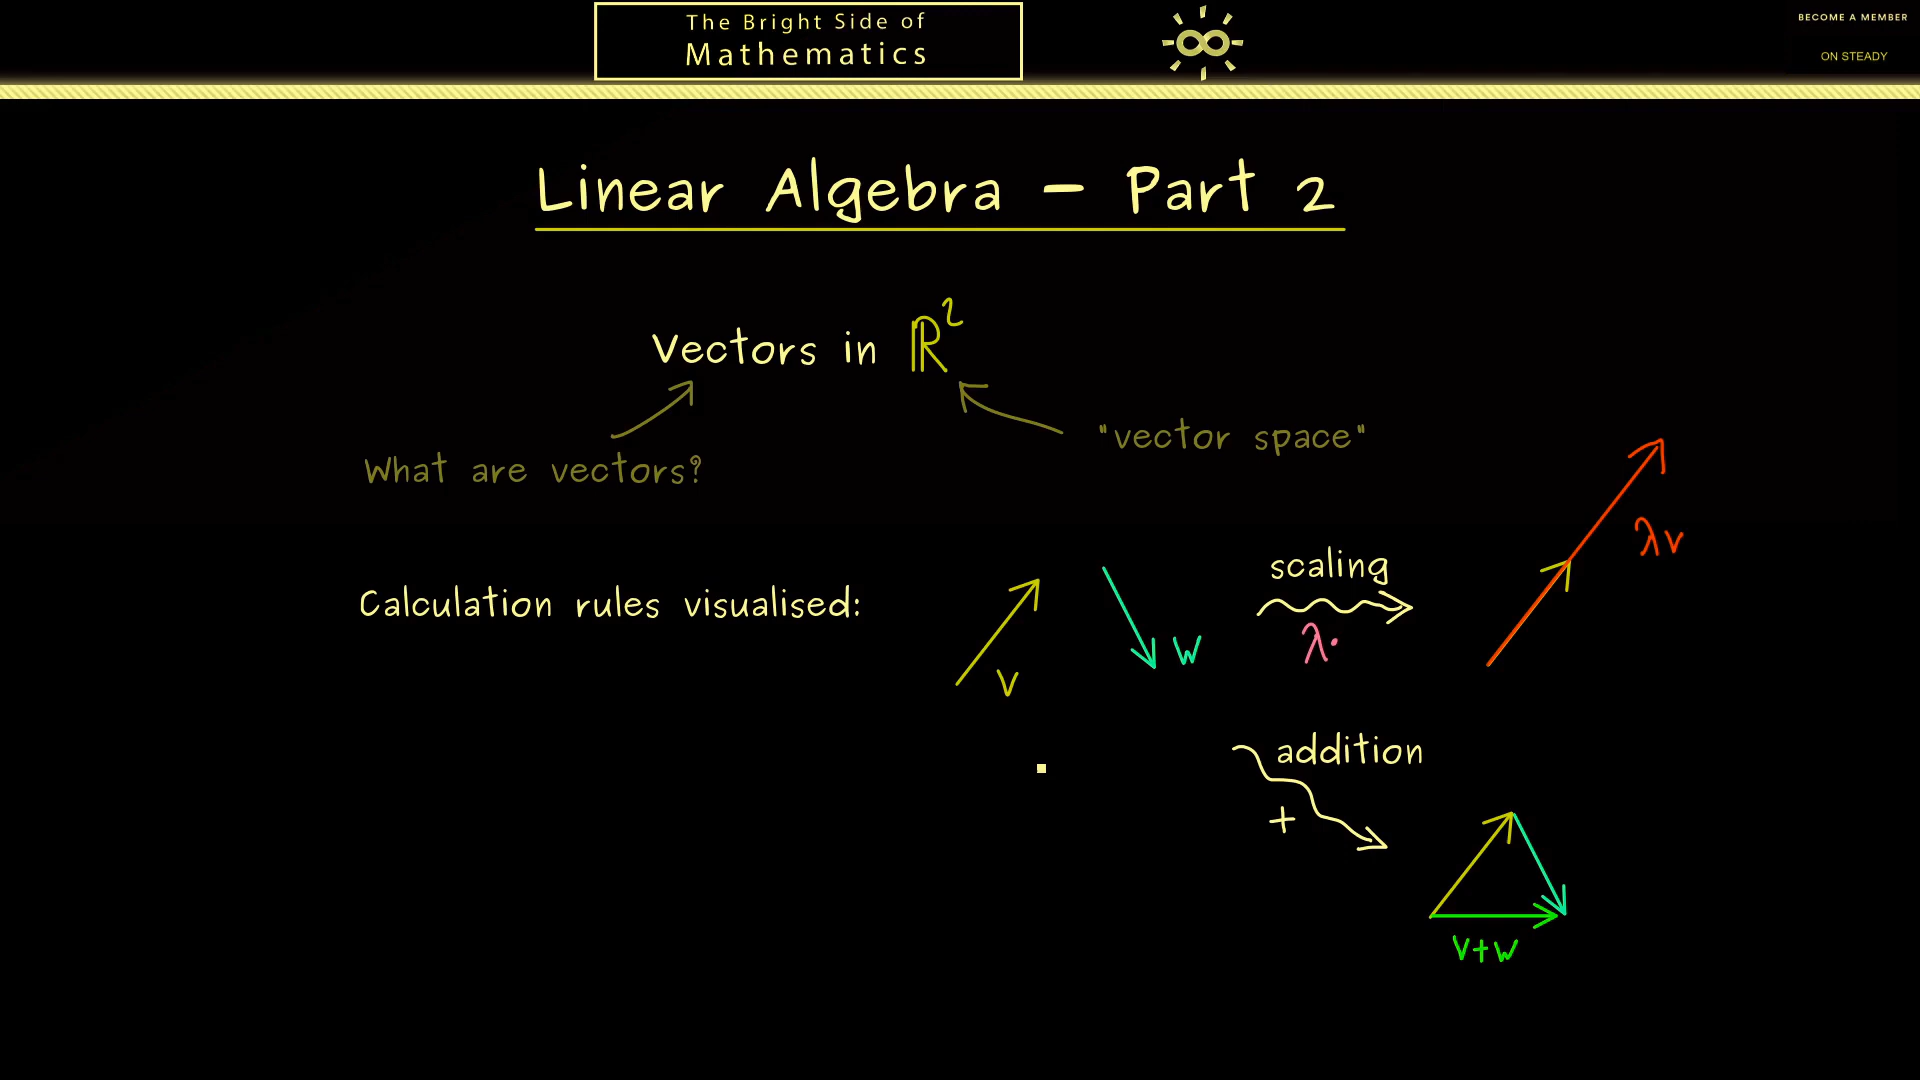 The Bright Side of
Mathematics
BECOME A MEMBER
ON STEADY
Linear Algebra – Part 2
Vectors in ℝ²
"vector space"
What are vectors?
λv
scaling
Calculation rules visualised:
λ·
w
v
addition
+
v+w